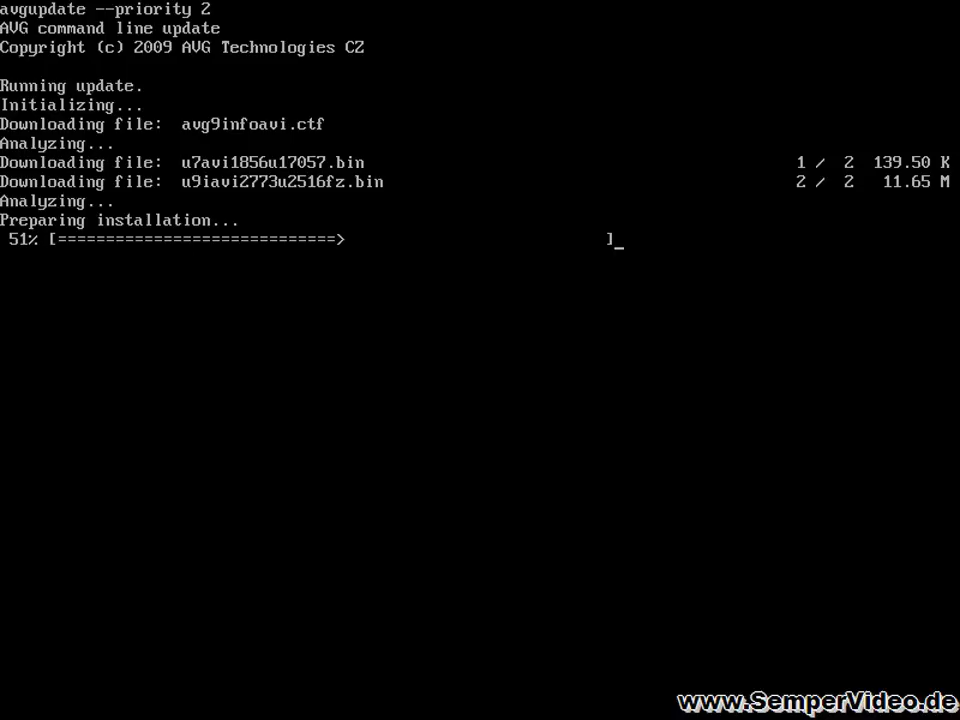 avgupdate --priority 2
AVG command line update
Copyright (c) 2009 AVG Technologies CZ
Running update.
Initializing...
Downloading file:  avg9infoavi.ctf
Analyzing...
Downloading file:  u7avi1856u17057.bin 1 /  2  139.50 K
Downloading file:  u9iavi2773u2516fz.bin 2 /  2  11.65 M
Analyzing...
Preparing installation...
51% [=============================>                           ]_
www.SemperVideo.de